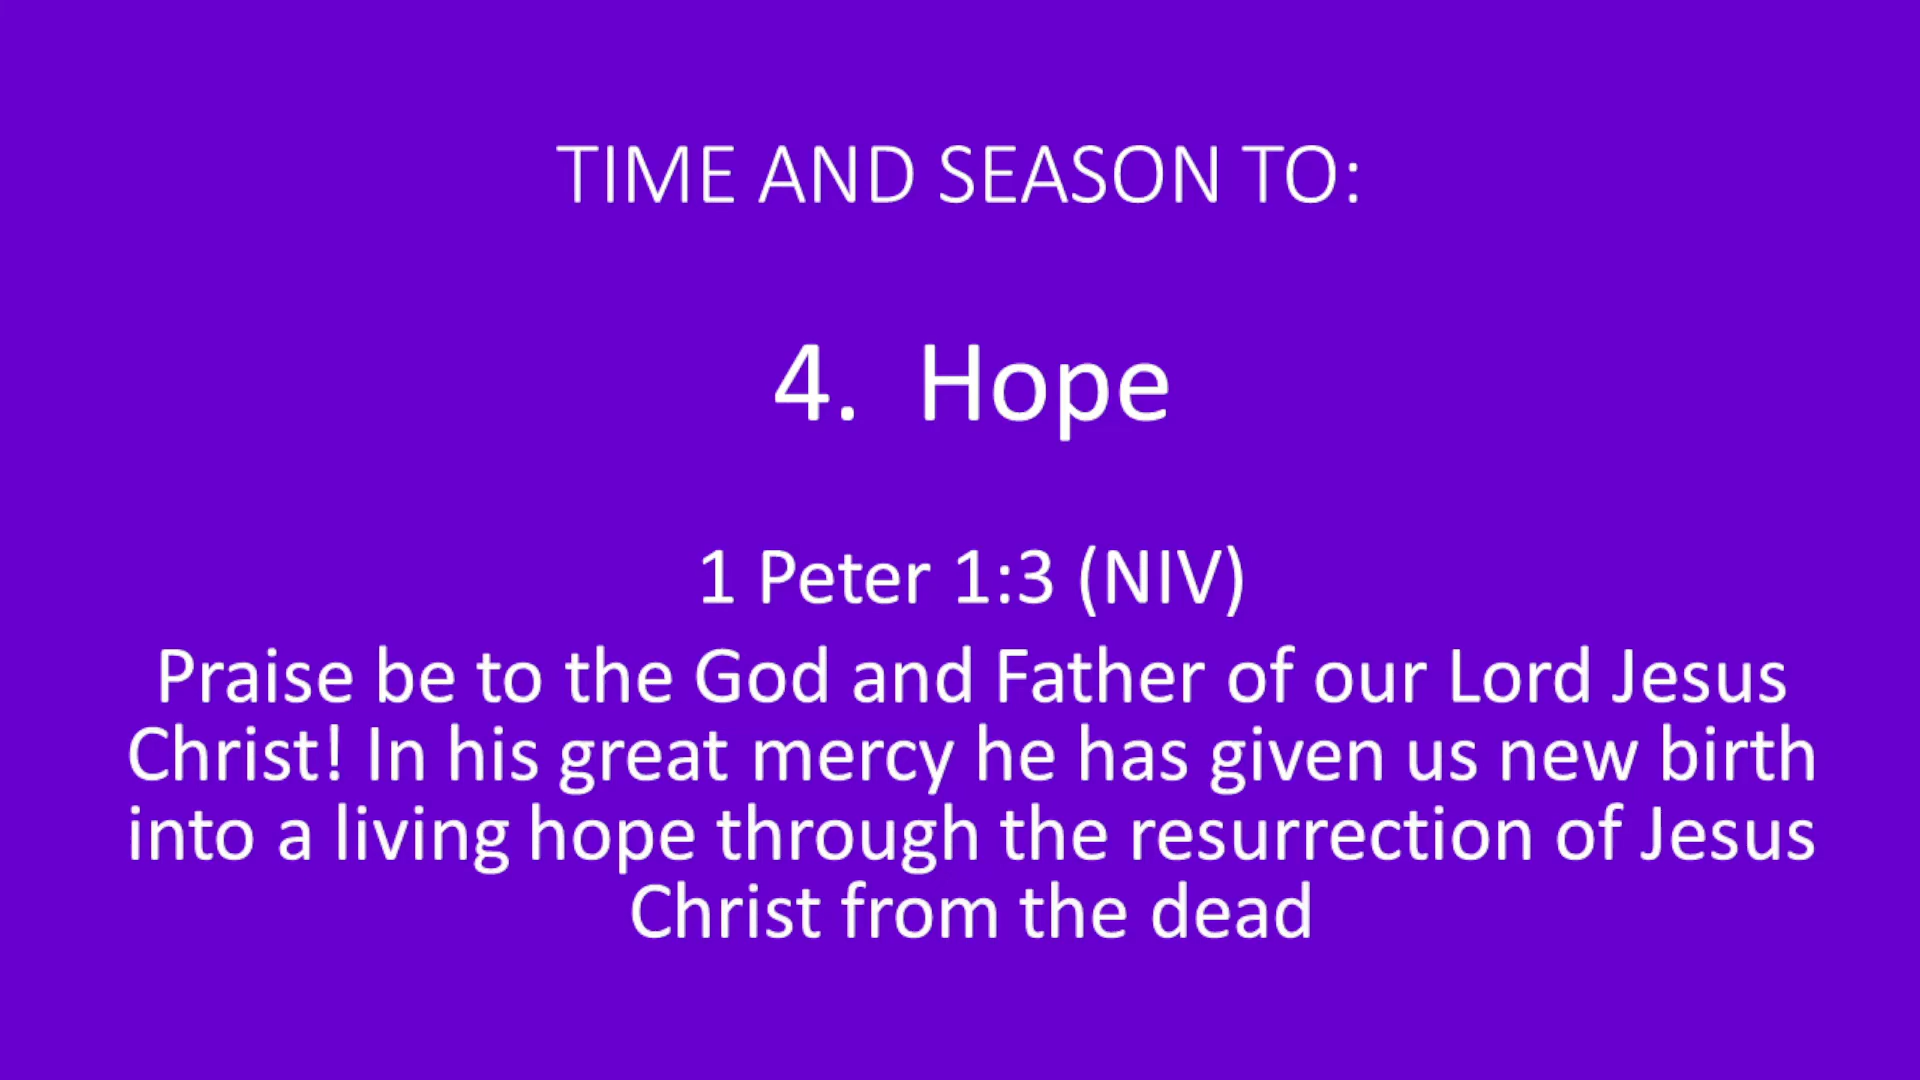 TIME AND SEASON TO:
4. Hope
1 Peter 1:3 (NIV)
Praise be to the God and Father of our Lord Jesus
Christ! In his great mercy he has given us new birth
into a living hope through the resurrection of Jesus
Christ from the dead